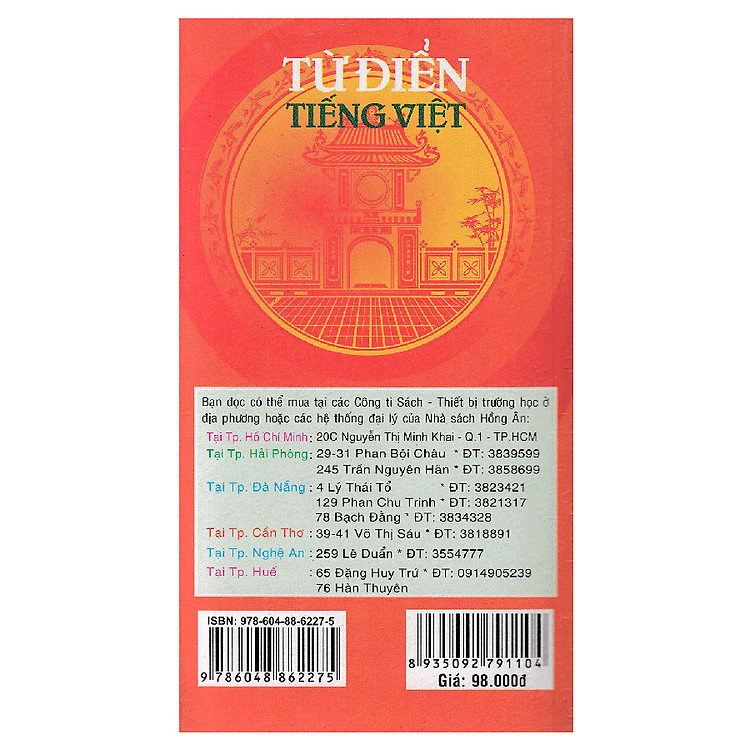 TỪ ĐIỂN
TIẾNG VIỆT
Bạn dọc có thể mua tại các Công ti Sách - Thiết bị trường học ở
địa phương hoặc các hệ thống đại lý của Nhà sách Hồng Ân:
Tại Tp. Hồ Chí Minh: 20C Nguyễn Thị Minh Khai - Q.1 - TP.HCM
Tại Tp. Hải Phòng: 29-31 Phan Bội Châu * ĐT: 3839599
245 Trần Nguyên Hãn * ĐT: 3858699
Tại Tp. Đà Nẵng: 4 Lý Thái Tổ * ĐT: 3823421
129 Phan Chu Trinh * ĐT: 3821317
78 Bạch Đằng * ĐT: 3834328
Tại Tp. Cần Thơ: 39-41 Võ Thị Sáu * ĐT: 3818891
Tại Tp. Nghệ An: 259 Lê Duẩn * ĐT: 3554777
Tại Tp. Huế : 65 Đặng Huy Trứ * ĐT: 0914905239
76 Hàn Thuyên
ISBN: 978-604-88-6227-5
9 786048 862275
8 935092 791104
Giá: 98.000đ